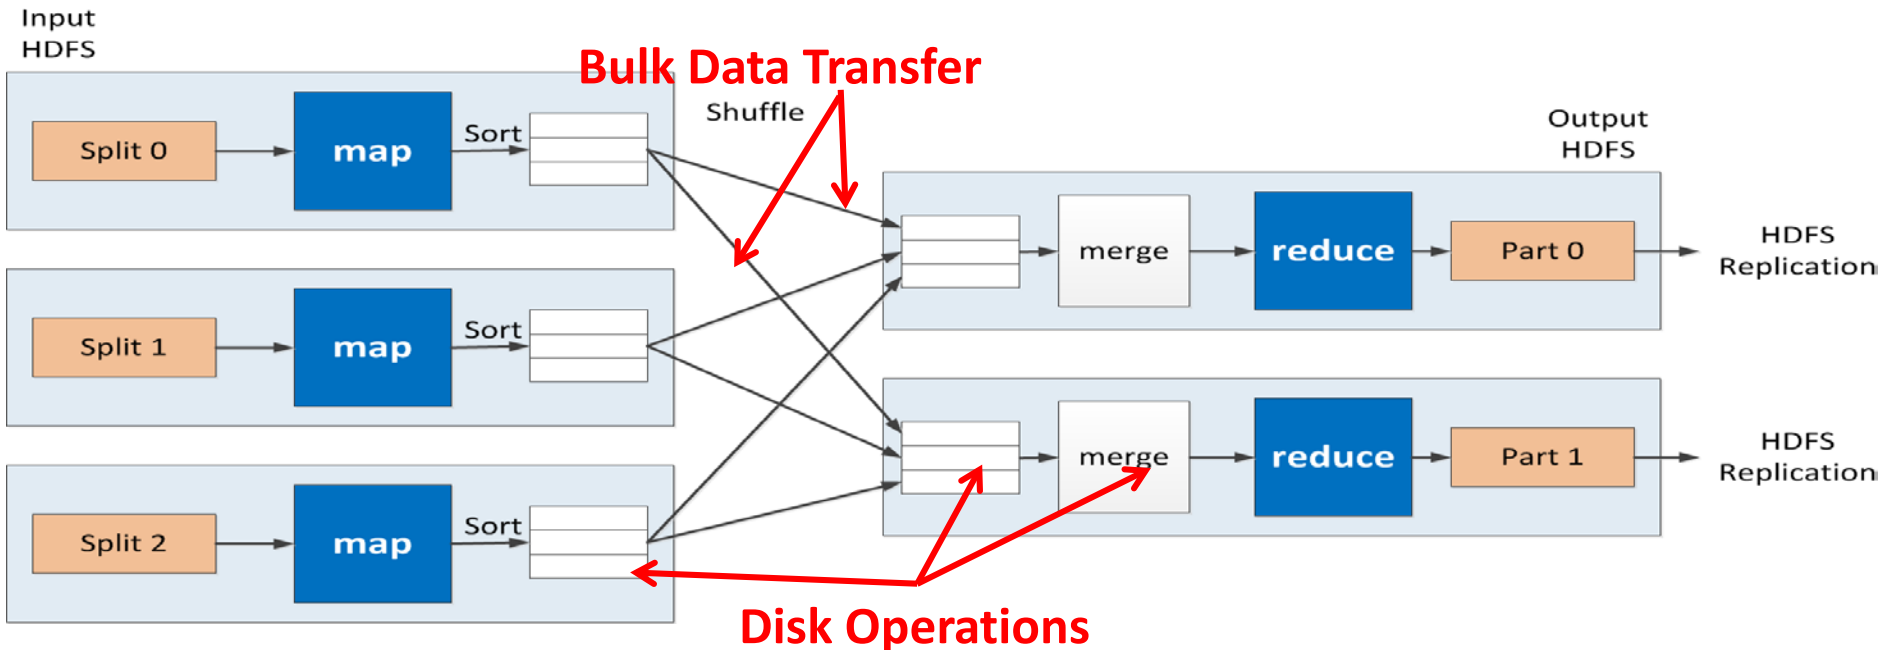 Input
HDFS
Bulk Data Transfer
Shuffle
Split 0
map
Sort
Split 1
map
Sort
Split 2
map
Sort
Output
HDFS
merge
reduce
Part 0
HDFS
Replication
merge
reduce
Part 1
HDFS
Replication
Disk Operations